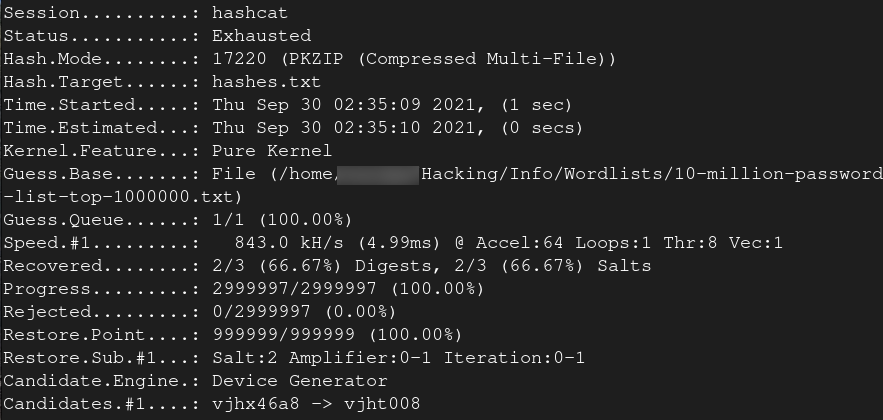 Session..........: hashcat
Status...........: Exhausted
Hash.Mode........: 17220 (PKZIP (Compressed Multi-File))
Hash.Target......: hashes.txt
Time.Started.....: Thu Sep 30 02:35:09 2021, (1 sec)
Time.Estimated...: Thu Sep 30 02:35:10 2021, (0 secs)
Kernel.Feature...: Pure Kernel
Guess.Base.......: File (/home/ Hacking/Info/Wordlists/10-million-password
-list-top-1000000.txt)
Guess.Queue......: 1/1 (100.00%)
Speed.#1.........:   843.0 kH/s (4.99ms) @ Accel:64 Loops:1 Thr:8 Vec:1
Recovered........: 2/3 (66.67%) Digests, 2/3 (66.67%) Salts
Progress.........: 2999997/2999997 (100.00%)
Rejected.........: 0/2999997 (0.00%)
Restore.Point....: 999999/999999 (100.00%)
Restore.Sub.#1...: Salt:2 Amplifier:0-1 Iteration:0-1
Candidate.Engine.: Device Generator
Candidates.#1....: vjhx46a8 -> vjht008